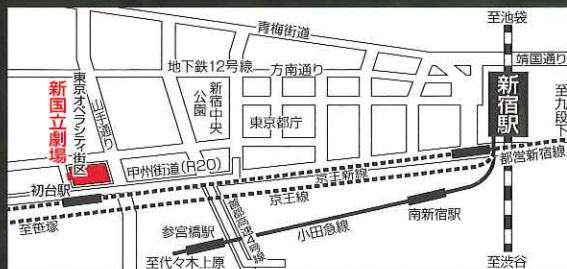 至池袋
青梅街道
靖国通り
地下鉄12号線
方南通り
新宿駅
至九段下
新宿中央
公園
東京都庁
山手通り
東京オペラシティ街区
新国立劇場
甲州街道(R20)
都営新宿線
初台駅
京王新線
京王線
至笹塚
首都高速4号線
南新宿駅
参宮橋駅
小田急線
至代々木上原
至渋谷